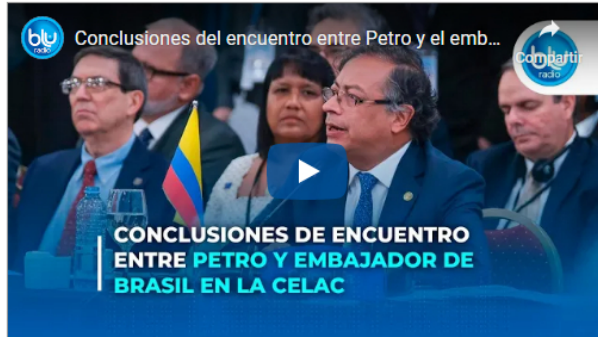 blu
radio
Conclusiones del encuentro entre Petro y el emb...
Compartir
blu
radio
CONCLUSIONES DE ENCUENTRO
ENTRE PETRO Y EMBAJADOR DE
BRASIL EN LA CELAC